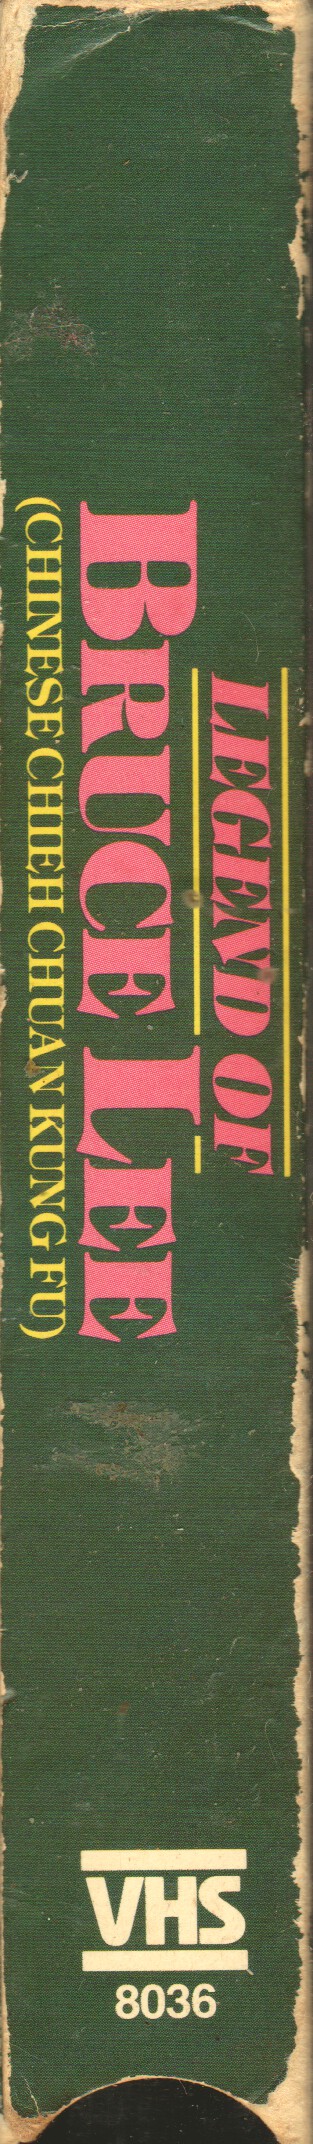 LEGEND OF
BRUCE LEE
(CHINESE CHIEH CHUAN KUNG FU)
VHS
8036